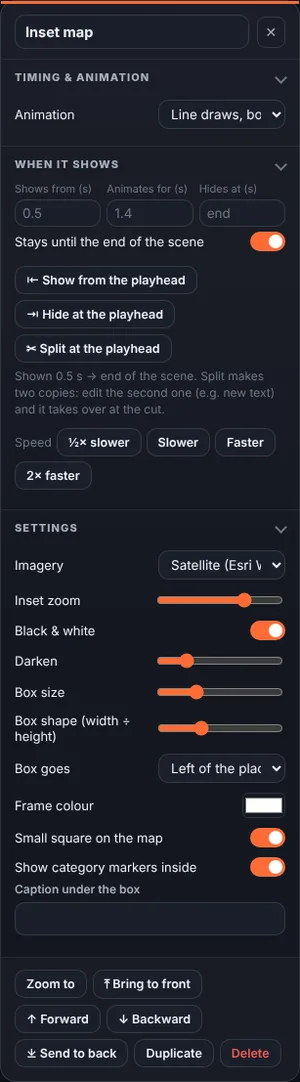 Inset map
TIMING & ANIMATION
Animation Line draws, bo
WHEN IT SHOWS
Shows from (s) Animates for (s) Hides at (s)
0.5 1.4 end
Stays until the end of the scene
⇤ Show from the playhead
⇥ Hide at the playhead
✂ Split at the playhead
Shown 0.5 s → end of the scene. Split makes
two copies: edit the second one (e.g. new text)
and it takes over at the cut.
Speed ½× slower Slower Faster
2× faster
SETTINGS
Imagery Satellite (Esri W
Inset zoom
Black & white
Darken
Box size
Box shape (width ÷
height)
Box goes Left of the plac
Frame colour
Small square on the map
Show category markers inside
Caption under the box
Zoom to ⤒ Bring to front
↑ Forward ↓ Backward
⤓ Send to back Duplicate Delete